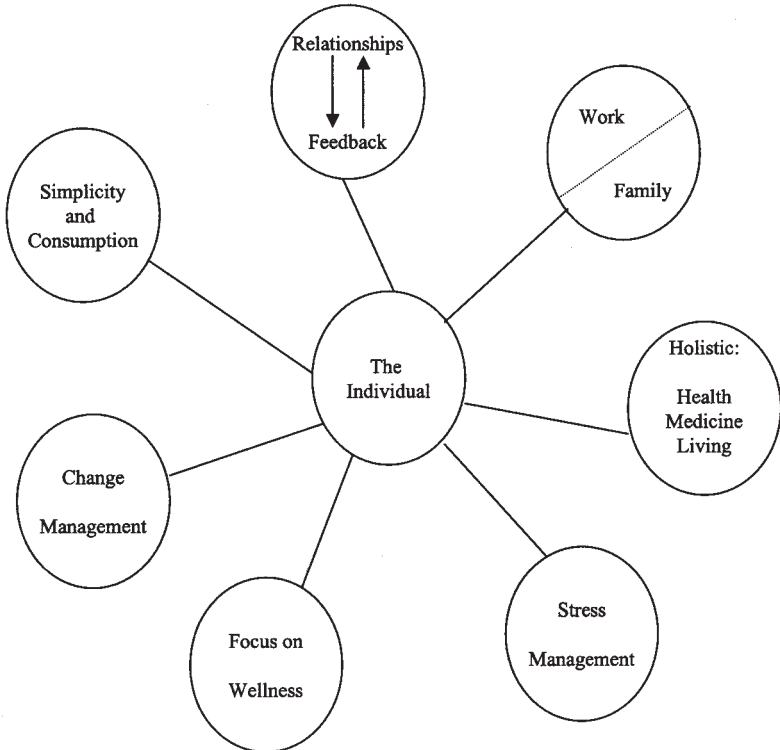 Relationships
Feedback
Work
Family
Simplicity
and
Consumption
The
Individual
Holistic:
Health
Medicine
Living
Change
Management
Stress
Management
Focus on
Wellness